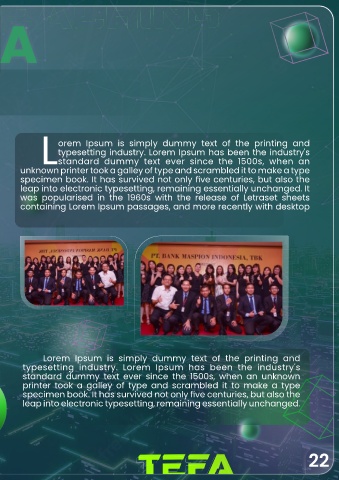 A
Lorem Ipsum is simply dummy text of the printing and
typesetting industry. Lorem Ipsum has been the industry's
standard dummy text ever since the 1500s, when an
unknown printer took a galley of type and scrambled it to make a type
specimen book. It has survived not only five centuries, but also the
leap into electronic typesetting, remaining essentially unchanged. It
was popularised in the 1960s with the release of Letraset sheets
containing Lorem Ipsum passages, and more recently with desktop
PT. BANK MASPION INDONESIA, TBK
Lorem Ipsum is simply dummy text of the printing and
typesetting industry. Lorem Ipsum has been the industry's
standard dummy text ever since the 1500s, when an unknown
printer took a galley of type and scrambled it to make a type
specimen book. It has survived not only five centuries, but also the
leap into electronic typesetting, remaining essentially unchanged.
TEFA
22